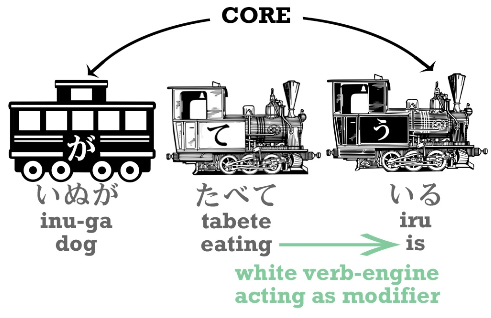 CORE
が
て
う
いぬが
たべて
いる
inu-ga
tabete
iru
dog
eating
is
white verb-engine
acting as modifier